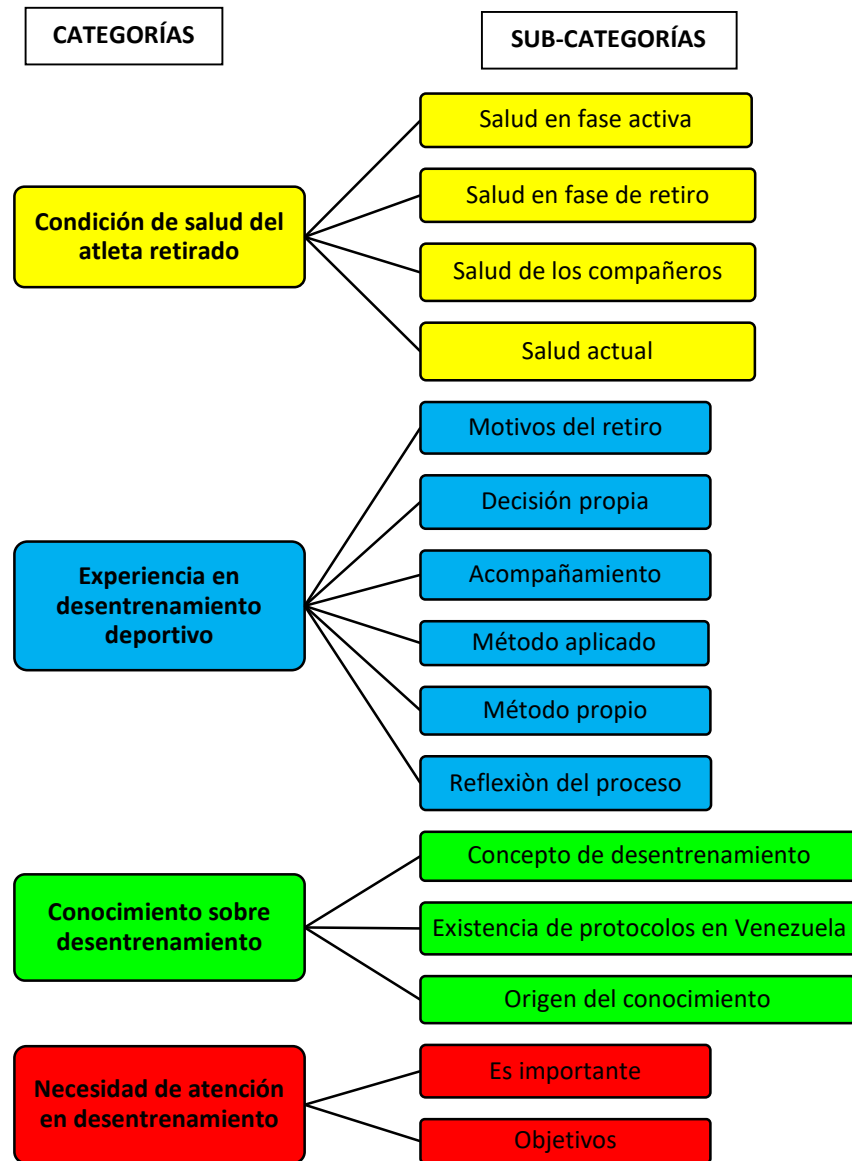 CATEGORÍAS
SUB-CATEGORÍAS
Condición de salud del
atleta retirado
Salud en fase activa
Salud en fase de retiro
Salud de los compañeros
Salud actual
Experiencia en
desentrenamiento
deportivo
Motivos del retiro
Decisión propia
Acompañamiento
Método aplicado
Método propio
Reflexiòn del proceso
Conocimiento sobre
desentrenamiento
Concepto de desentrenamiento
Existencia de protocolos en Venezuela
Origen del conocimiento
Necesidad de atención
en desentrenamiento
Es importante
Objetivos